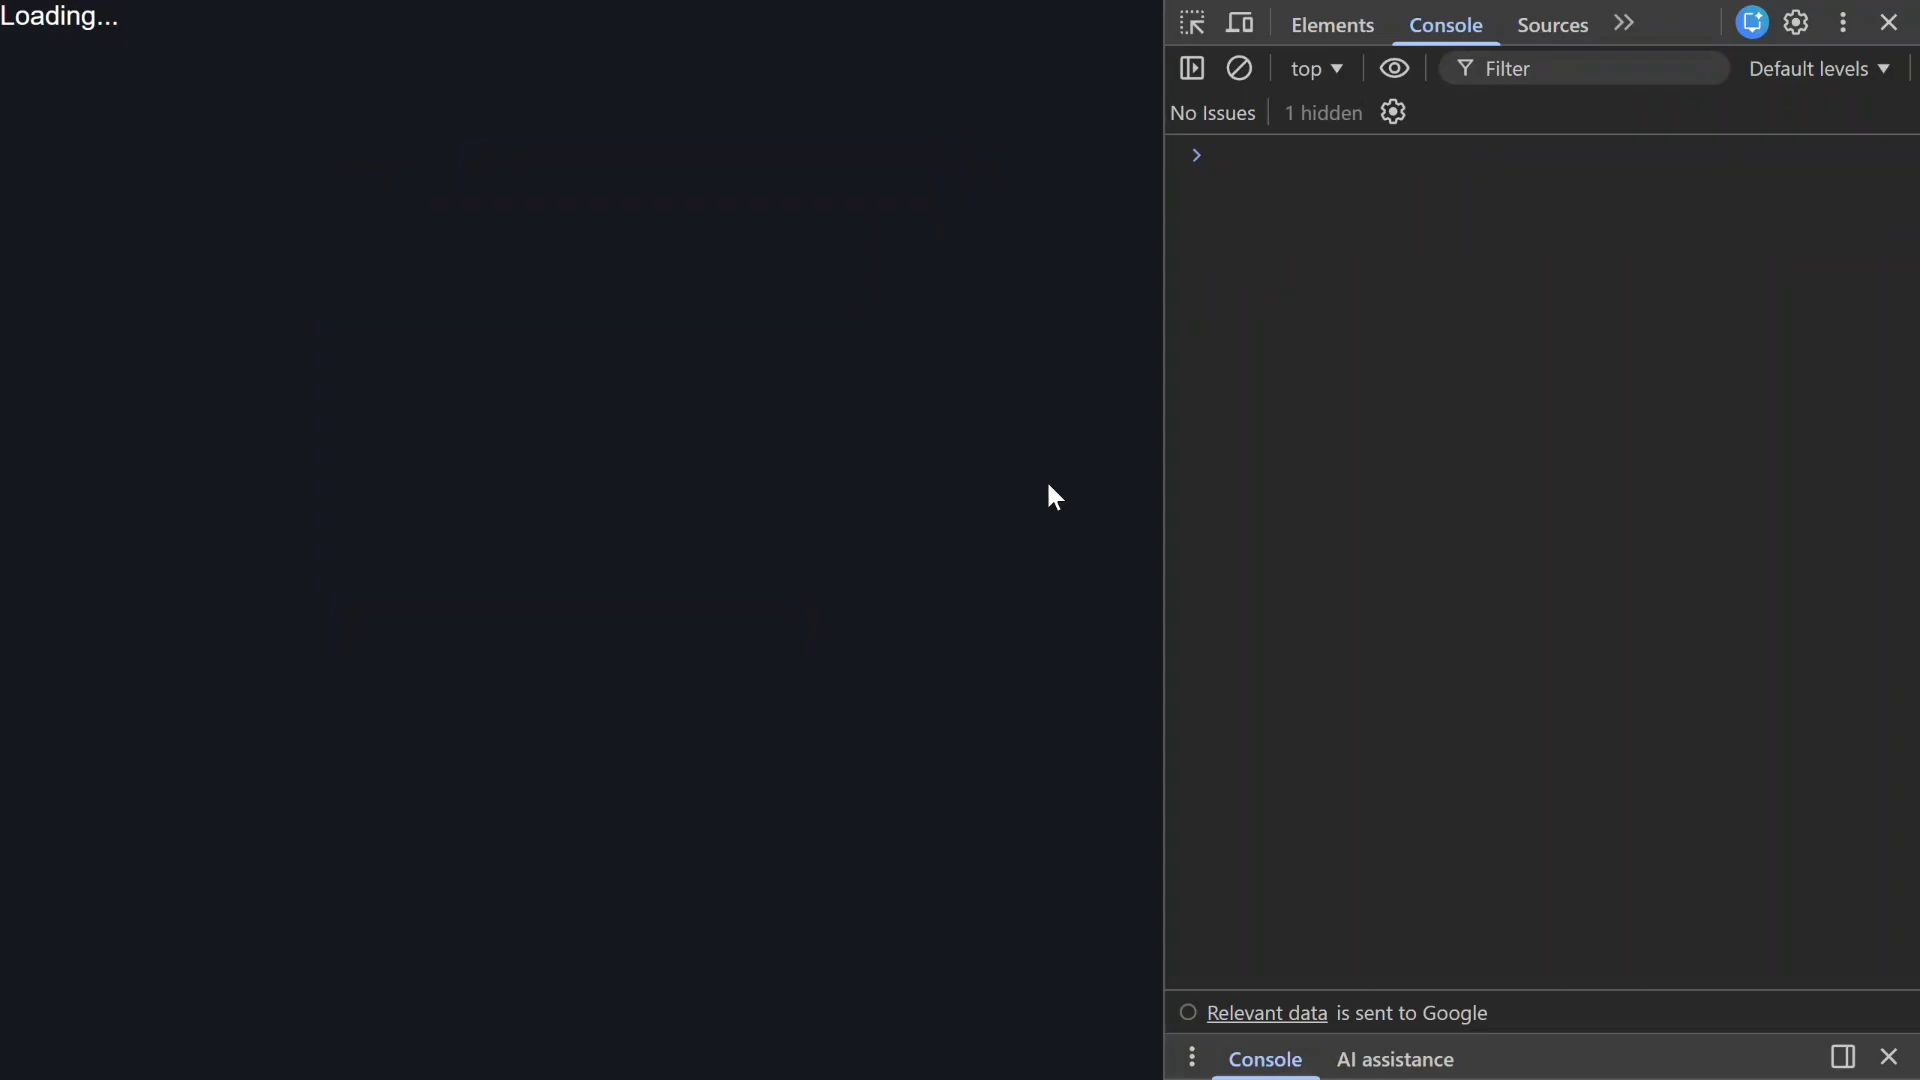 Loading...
Elements Console Sources
top Filter Default levels
No Issues 1 hidden
Relevant data is sent to Google
Console AI assistance